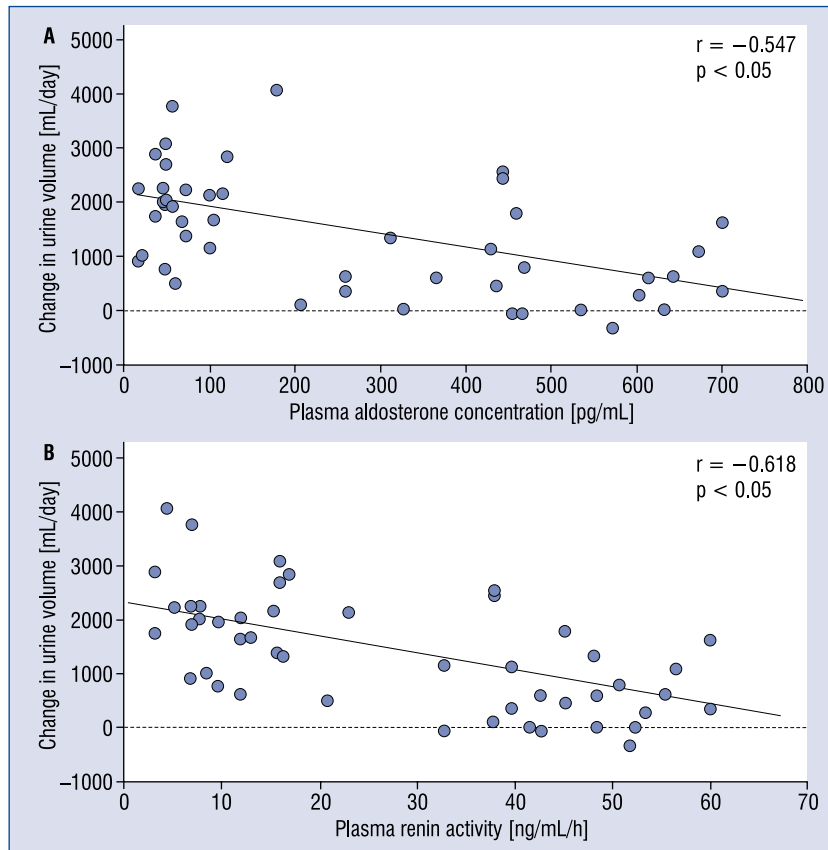 A
r = −0.547
p < 0.05
Change in urine volume [mL/day]
5000
4000
3000
2000
1000
0
−1000
0 100 200 300 400 500 600 700 800
Plasma aldosterone concentration [pg/mL]
B
r = −0.618
p < 0.05
Change in urine volume [mL/day]
5000
4000
3000
2000
1000
0
−1000
0 10 20 30 40 50 60 70
Plasma renin activity [ng/mL/h]